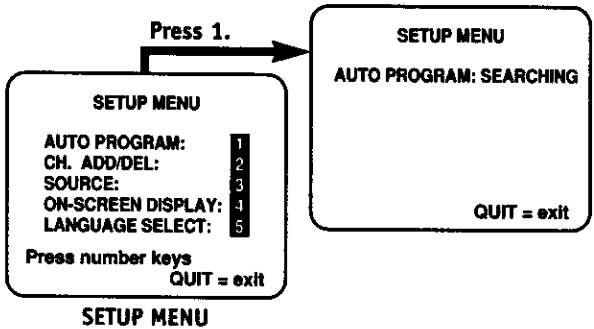 Press 1.
SETUP MENU
AUTO PROGRAM: 1
CH. ADD/DEL: 2
SOURCE: 3
ON-SCREEN DISPLAY: 4
LANGUAGE SELECT: 5
Press number keys
QUIT = exit
SETUP MENU
SETUP MENU
AUTO PROGRAM: SEARCHING
QUIT = exit